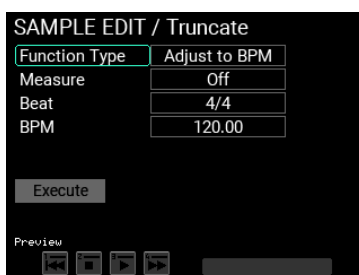 SAMPLE EDIT / Truncate
Function Type Adjust to BPM
Measure Off
Beat 4/4
BPM 120.00
Execute
Preview